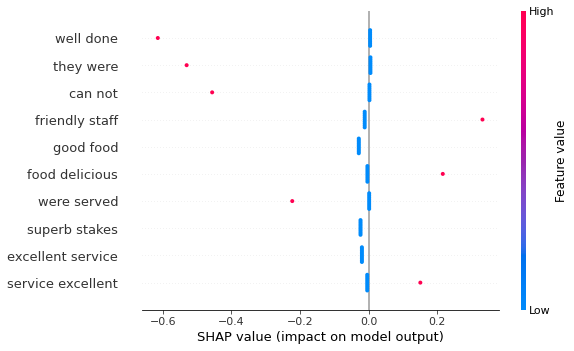 High
well done
they were
can not
friendly staff
good food
food delicious
were served
superb stakes
excellent service
service excellent
Feature value
Low
−0.6 −0.4 −0.2 0.0 0.2
SHAP value (impact on model output)